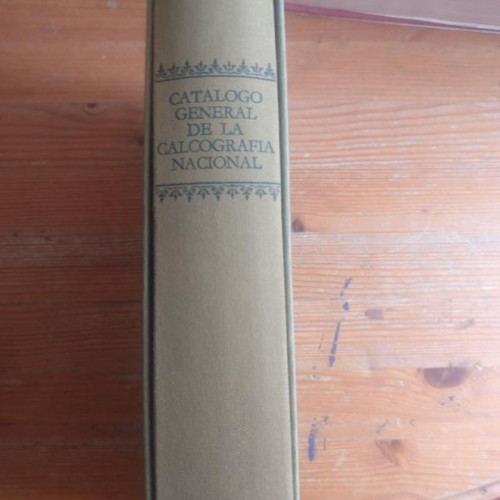 CATALOGO
GENERAL
DE LA
CALCOGRAFIA
NACIONAL